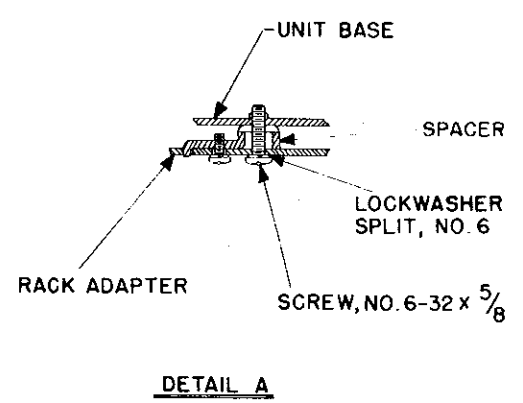 UNIT BASE
SPACER
LOCKWASHER
SPLIT, NO. 6
RACK ADAPTER
SCREW, NO. 6-32 x 5/8
DETAIL A